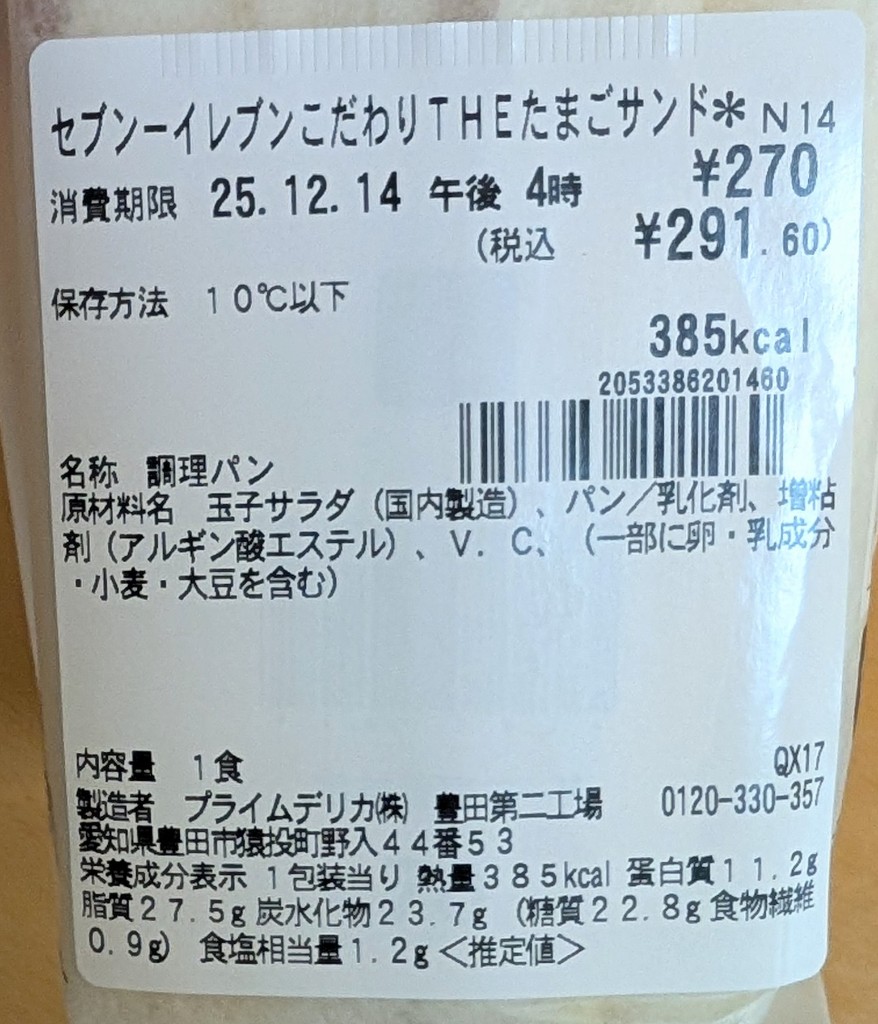 セブンーイレブンこだわりTHEたまごサンド＊ N14
¥270
消費期限 25.12.14 午後 4時
(税込 ¥291.60)
保存方法 10℃以下
385kcal
2053386201460
名称 調理パン
原材料名 玉子サラダ（国内製造）、パン／乳化剤、増粘
剤（アルギン酸エステル）、V．C、（一部に卵・乳成分
・小麦・大豆を含む）
内容量 1食
QX17
製造者 プライムデリカ㈱ 豊田第二工場 0120-330-357
愛知県豊田市猿投町野入44番53
栄養成分表示 1包装当り 熱量385kcal 蛋白質11.2g
脂質27.5g 炭水化物23.7g （糖質22.8g 食物繊維
0.9g） 食塩相当量1.2g＜推定値＞